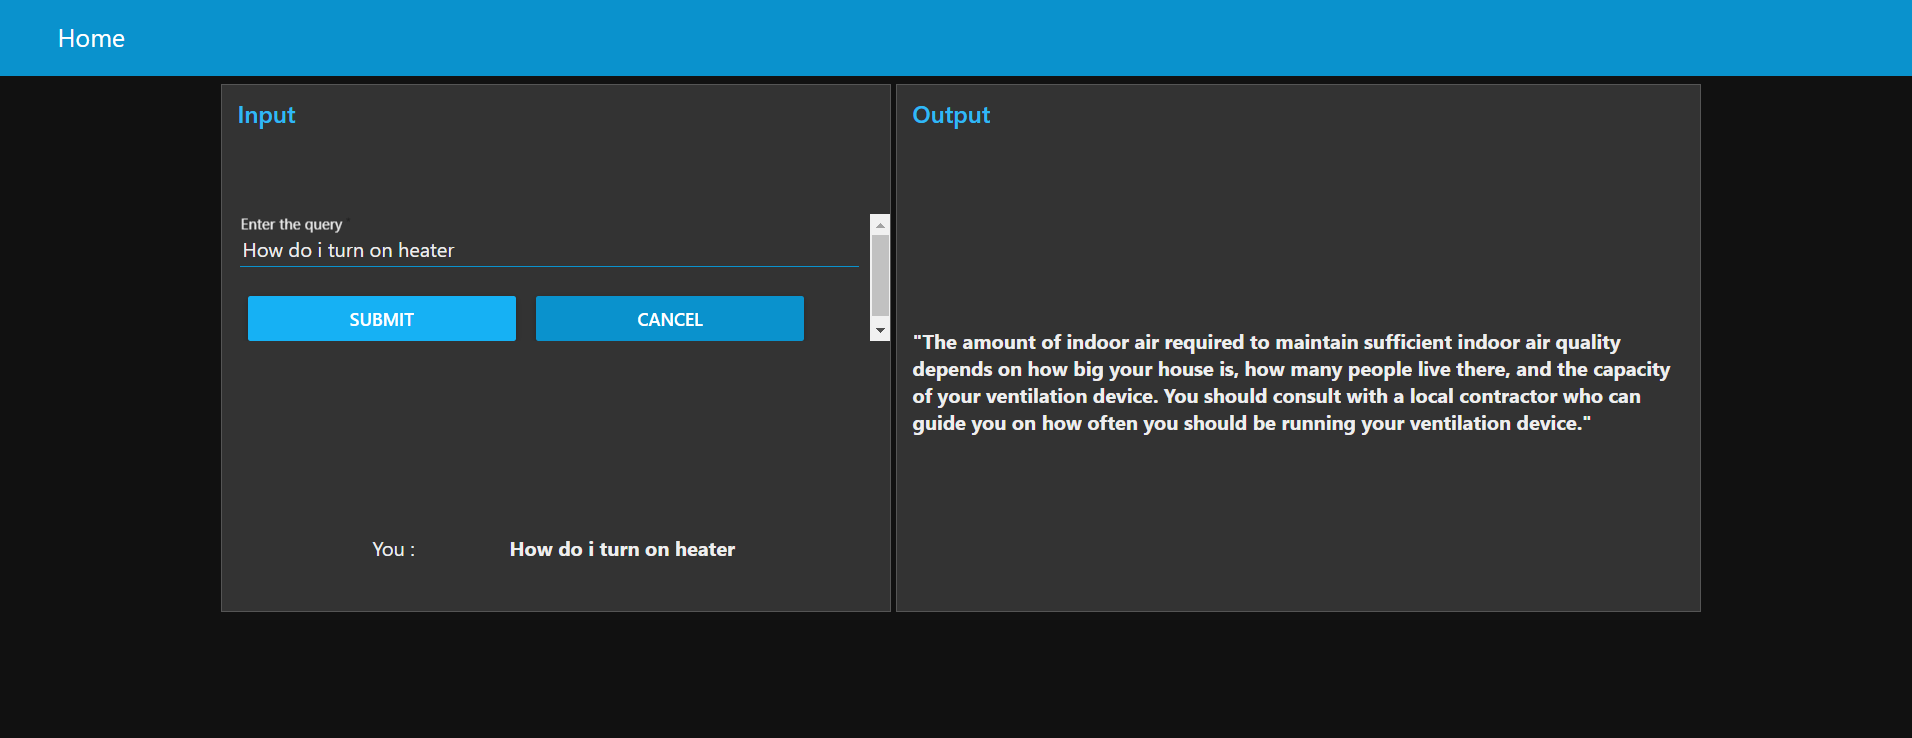 Home
Input
Enter the query
How do i turn on heater
SUBMIT
CANCEL
You :
How do i turn on heater
Output
"The amount of indoor air required to maintain sufficient indoor air quality
depends on how big your house is, how many people live there, and the capacity
of your ventilation device. You should consult with a local contractor who can
guide you on how often you should be running your ventilation device."